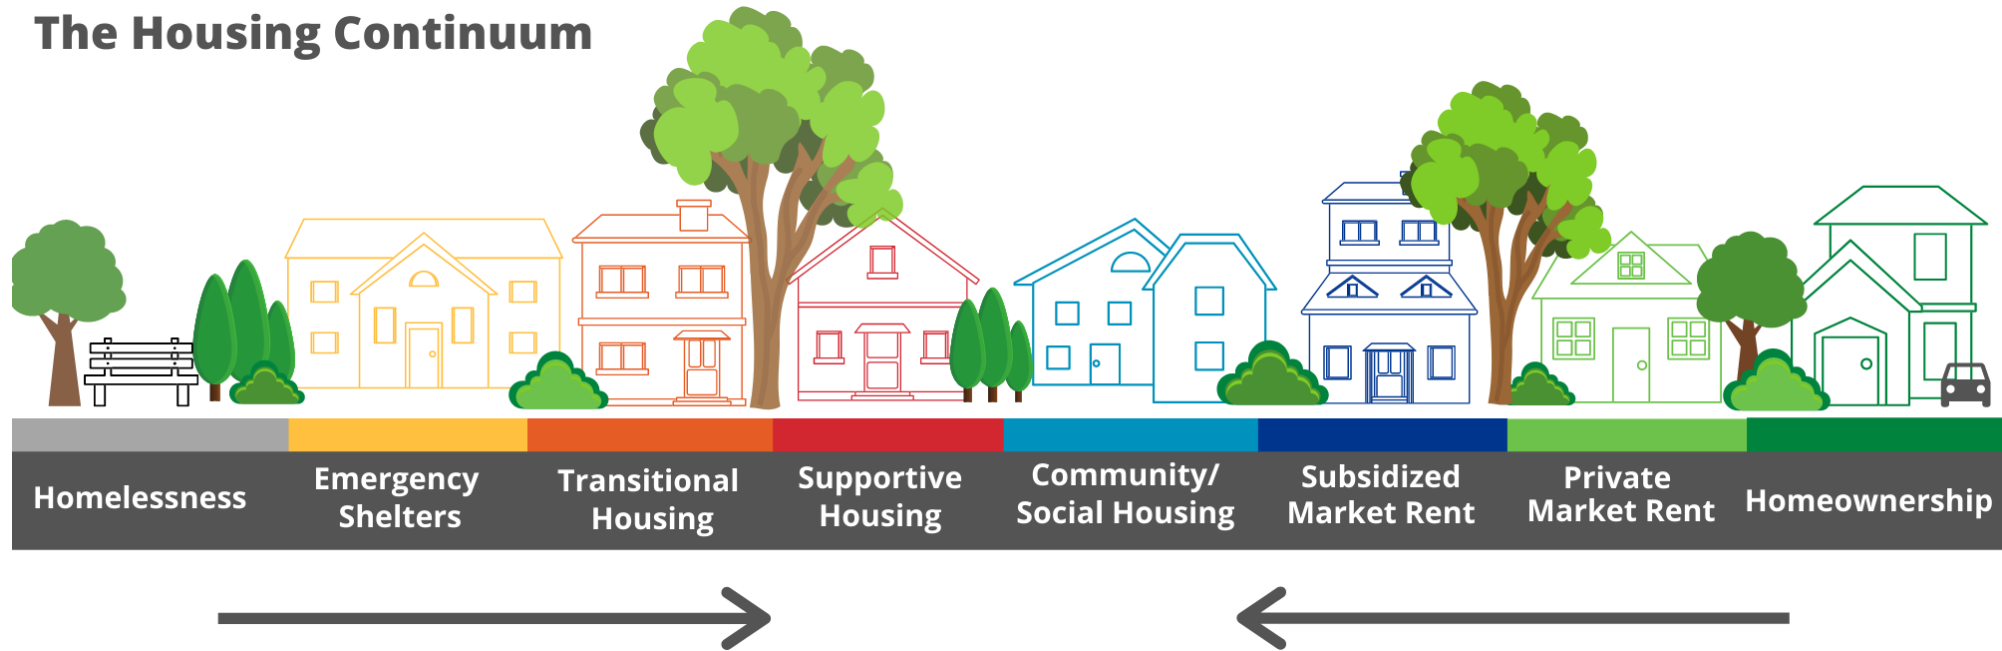 The Housing Continuum
Homelessness
Emergency
Shelters
Transitional
Housing
Supportive
Housing
Community/
Social Housing
Subsidized
Market Rent
Private
Market Rent
Homeownership